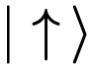 | ↑ ⟩